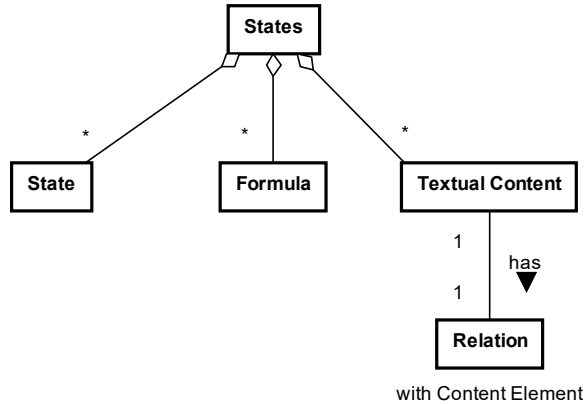 States
*
*
*
State
Formula
Textual Content
1
has
1
Relation
with Content Element